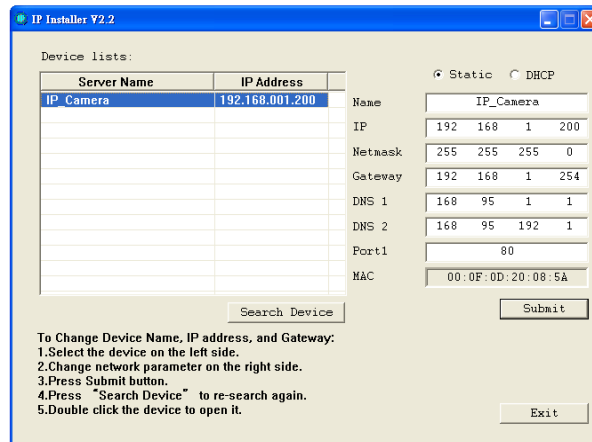 IP Installer V2.2
Device lists:
Server Name IP Address
IP_Camera 192.168.001.200
Static DHCP
Name IP_Camera
IP 192 168 1 200
Netmask 255 255 255 0
Gateway 192 168 1 254
DNS 1 168 95 1 1
DNS 2 168 95 192 1
Port1 80
MAC 00:0F:0D:20:08:5A
Search Device
Submit
To Change Device Name, IP address, and Gateway:
1.Select the device on the left side.
2.Change network parameter on the right side.
3.Press Submit button.
4.Press “Search Device” to re-search again.
5.Double click the device to open it.
Exit